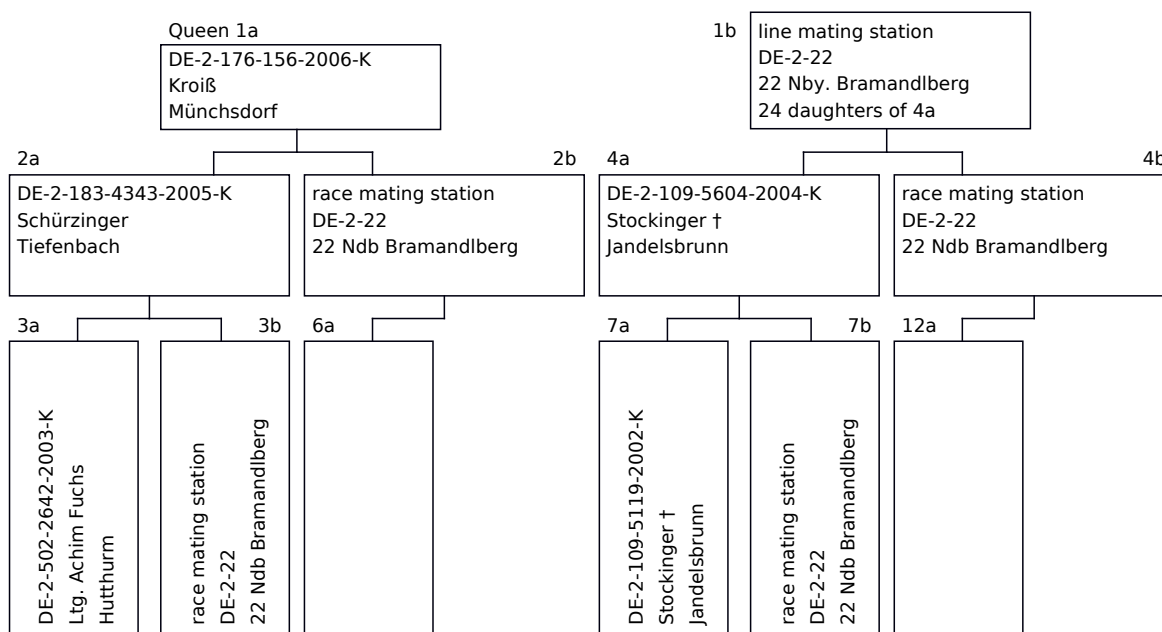 Queen 1a
DE-2-176-156-2006-K
Kroiß
Münchsdorf
1b
line mating station
DE-2-22
22 Nby. Bramandlberg
24 daughters of 4a
2a
DE-2-183-4343-2005-K
Schürzinger
Tiefenbach
2b
race mating station
DE-2-22
22 Ndb Bramandlberg
4a
DE-2-109-5604-2004-K
Stockinger †
Jandelsbrunn
4b
race mating station
DE-2-22
22 Ndb Bramandlberg
3a
DE-2-502-2642-2003-K
Ltg. Achim Fuchs
Hutthurm
3b
race mating station
DE-2-22
22 Ndb Bramandlberg
6a
7a
DE-2-109-5119-2002-K
Stockinger †
Jandelsbrunn
7b
race mating station
DE-2-22
22 Ndb Bramandlberg
12a